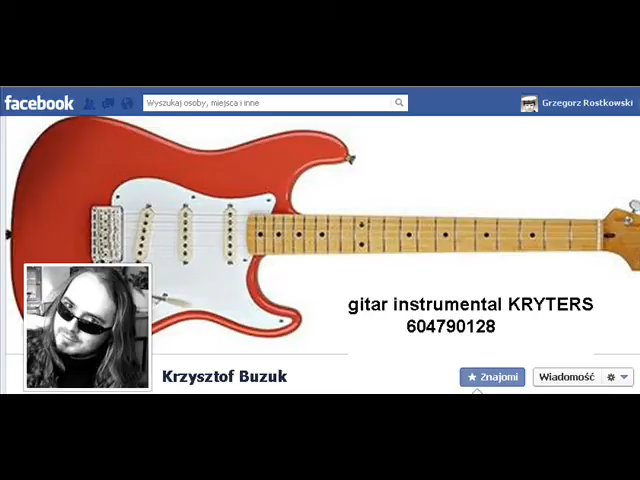 facebook
Wyszukaj osoby, miejsca i inne
Grzegorz Rostkowski
gitar instrumental KRYTERS
604790128
Krzysztof Buzuk
Znajomi
Wiadomość